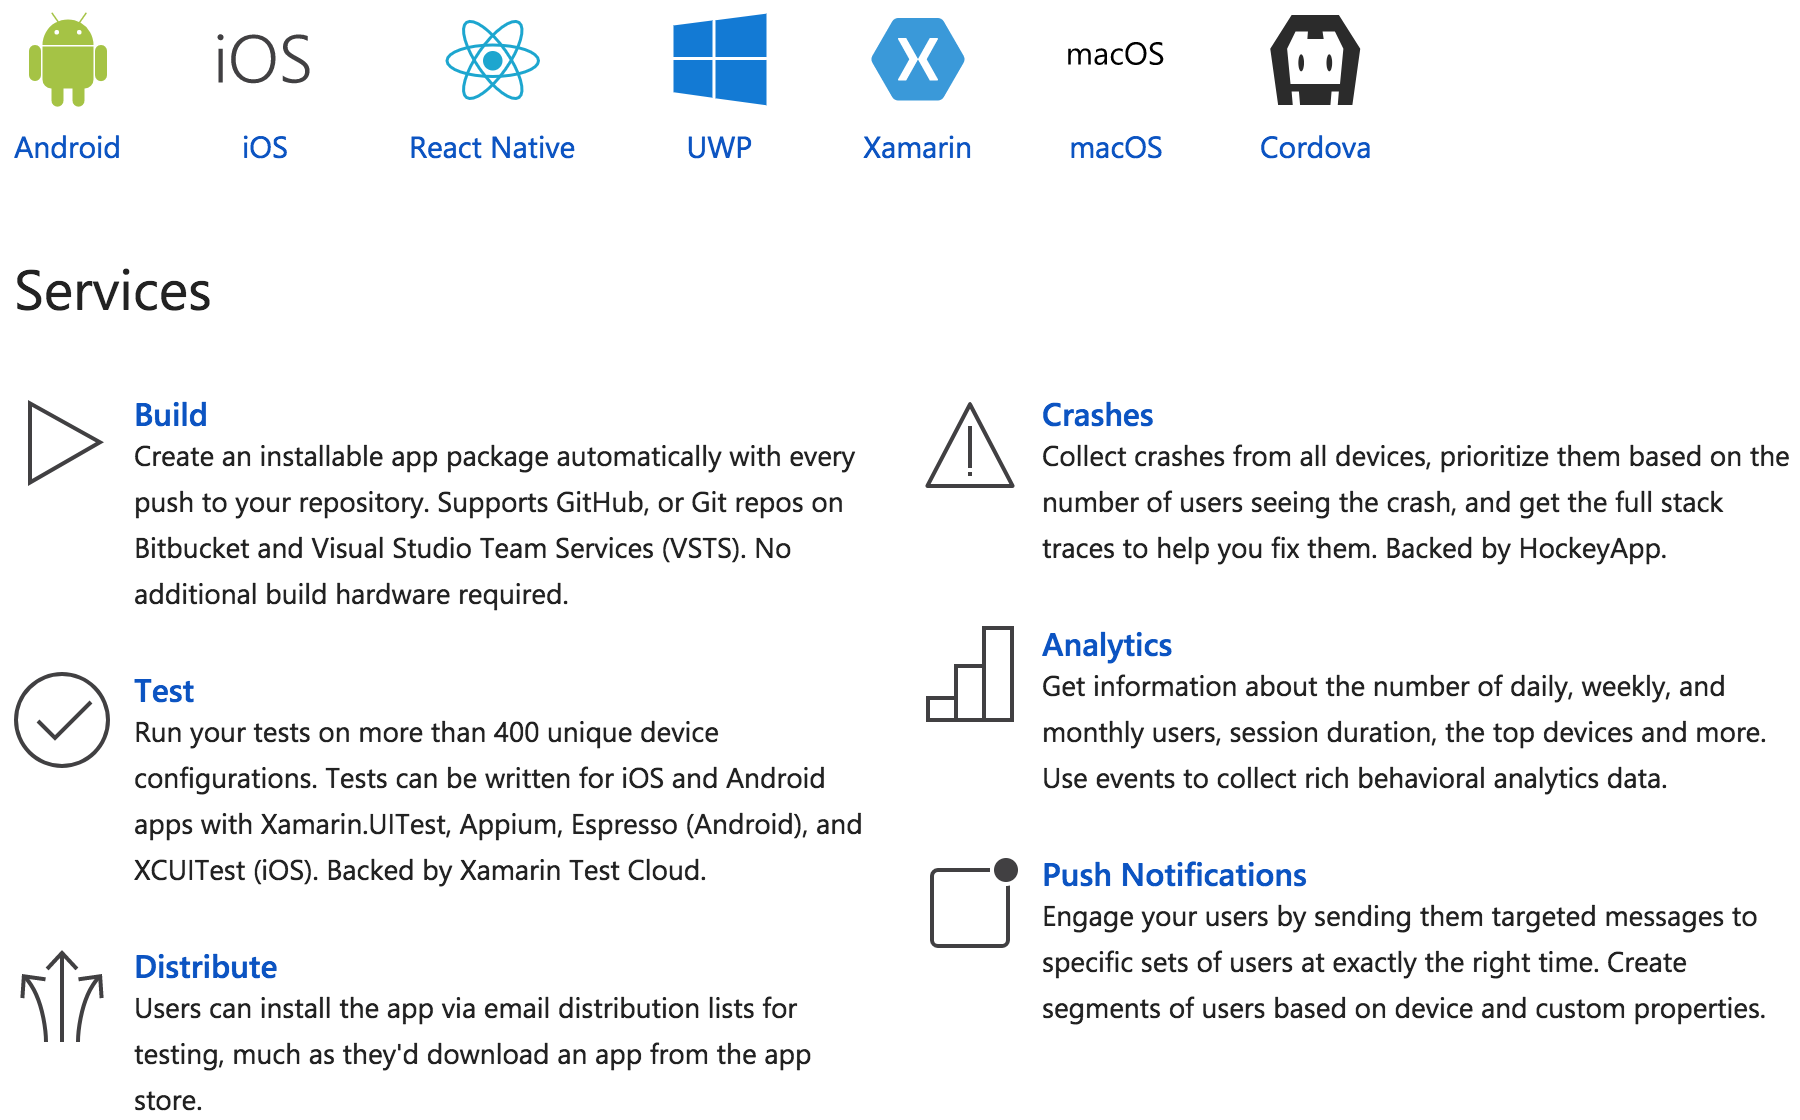 iOS
macOS
Android
iOS
React Native
UWP
Xamarin
macOS
Cordova
Services
Build
Create an installable app package automatically with every
push to your repository. Supports GitHub, or Git repos on
Bitbucket and Visual Studio Team Services (VSTS). No
additional build hardware required.
Test
Run your tests on more than 400 unique device
configurations. Tests can be written for iOS and Android
apps with Xamarin.UITest, Appium, Espresso (Android), and
XCUITest (iOS). Backed by Xamarin Test Cloud.
Distribute
Users can install the app via email distribution lists for
testing, much as they'd download an app from the app
store.
Crashes
Collect crashes from all devices, prioritize them based on the
number of users seeing the crash, and get the full stack
traces to help you fix them. Backed by HockeyApp.
Analytics
Get information about the number of daily, weekly, and
monthly users, session duration, the top devices and more.
Use events to collect rich behavioral analytics data.
Push Notifications
Engage your users by sending them targeted messages to
specific sets of users at exactly the right time. Create
segments of users based on device and custom properties.